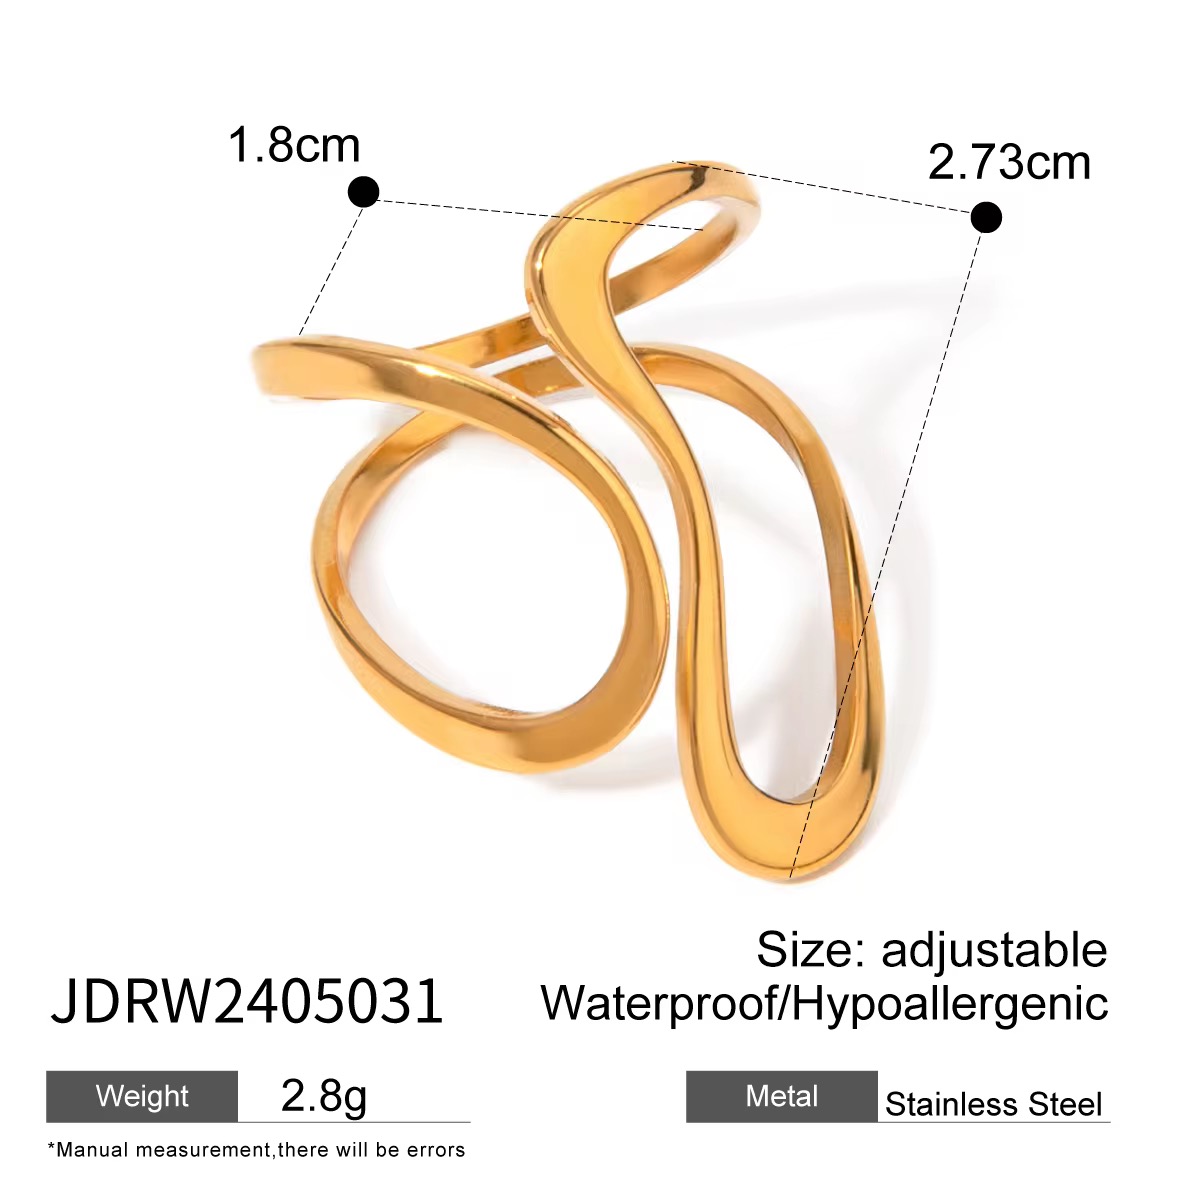 1.8cm
2.73cm
Size: adjustable
Waterproof/Hypoallergenic
JDRW2405031
Weight 2.8g
Metal Stainless Steel
*Manual measurement,there will be errors